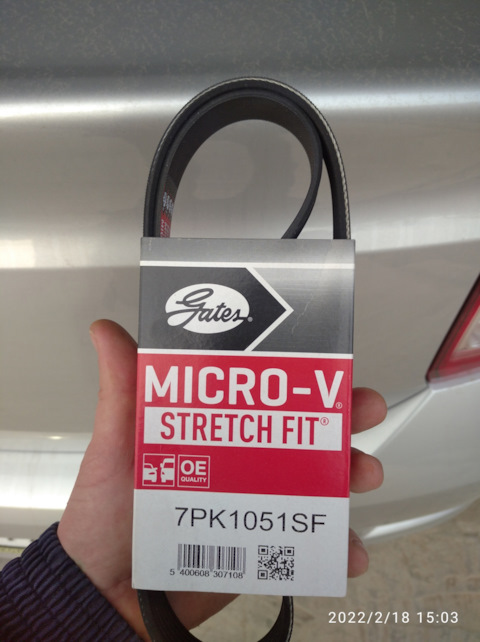 Gates®
MICRO-V®
STRETCH FIT®
OE
QUALITY
7PK1051SF
5 400608 307108
2022/2/18 15:03